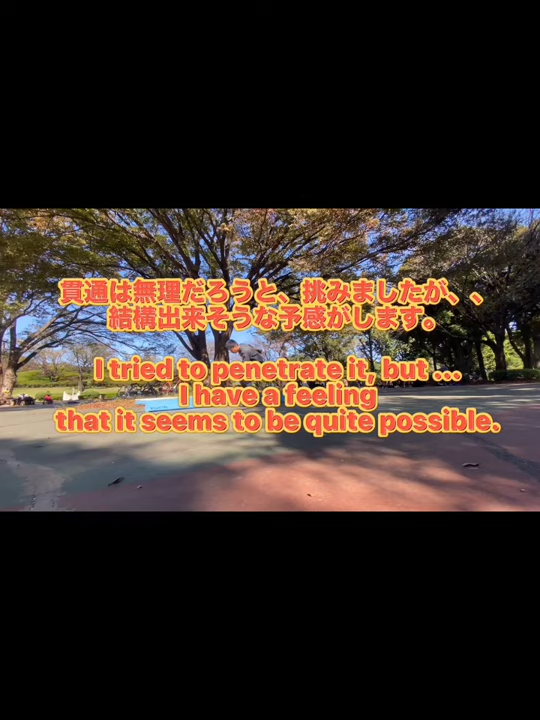 貫通は無理だろうと、挑みましたが、、
結構出来そうな予感がします。
I tried to penetrate it, but ...
I have a feeling
that it seems to be quite possible.